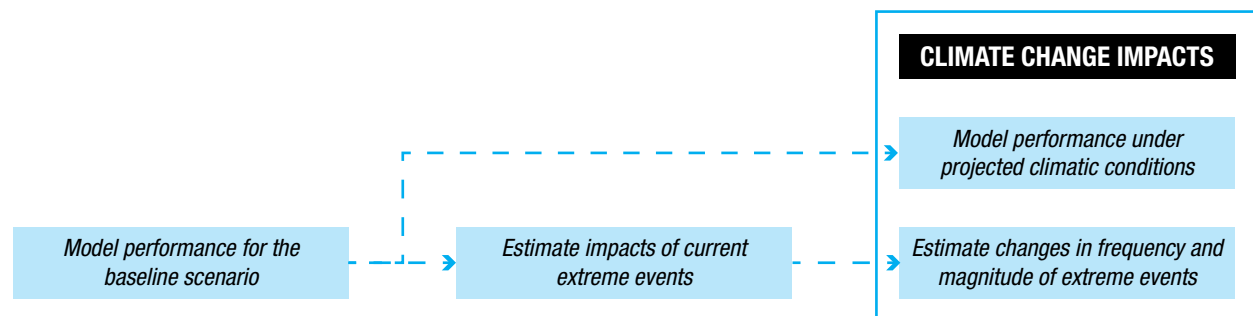 CLIMATE CHANGE IMPACTS
Model performance under
projected climatic conditions
Model performance for the
baseline scenario
Estimate impacts of current
extreme events
Estimate changes in frequency and
magnitude of extreme events